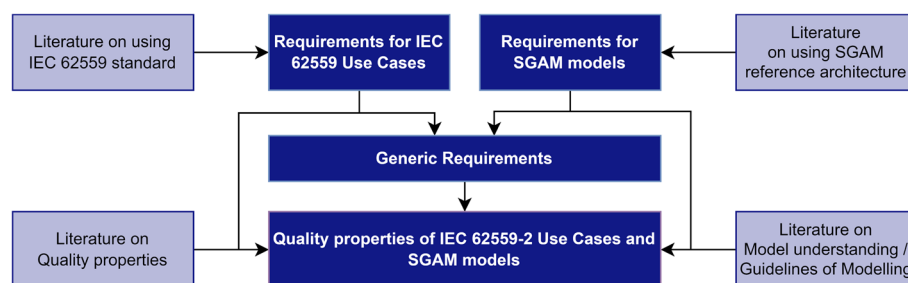 Literature on using
IEC 62559 standard
Requirements for IEC
62559 Use Cases
Requirements for
SGAM models
Literature
on using SGAM
reference architecture
Generic Requirements
Literature on
Quality properties
Quality properties of IEC 62559-2 Use Cases and
SGAM models
Literature on
Model understanding /
Guidelines of Modelling